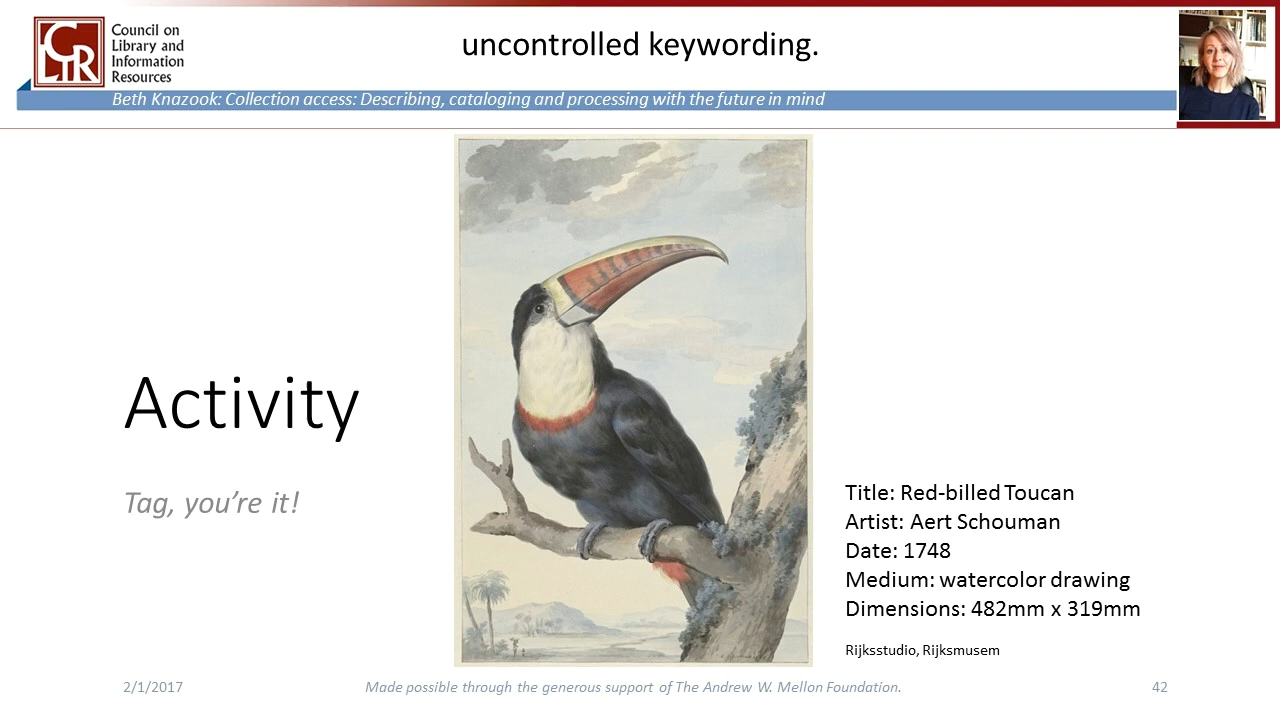 CLIR
Council on
Library and
Information
Resources
uncontrolled keywording.
Beth Knazook: Collection access: Describing, cataloging and processing with the future in mind
Activity
Tag, you're it!
Title: Red-billed Toucan
Artist: Aert Schouman
Date: 1748
Medium: watercolor drawing
Dimensions: 482mm x 319mm
Rijksstudio, Rijksmusem
2/1/2017
Made possible through the generous support of The Andrew W. Mellon Foundation.
42